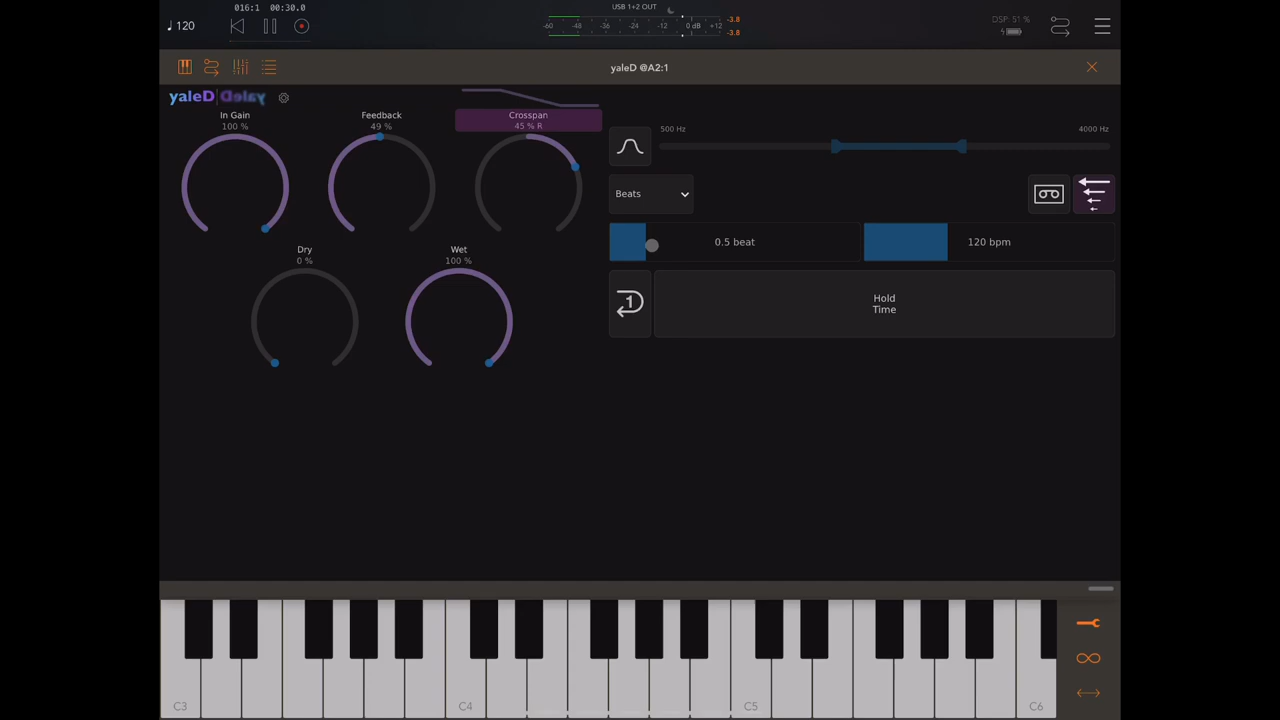 016:1 00:30.0
120
USB 1+2 OUT
-60 -48 -36 -24 -12 0 dB +12
-3.8
-3.8
DSP: 51 %
yaleD @A2:1
yaleD
In Gain
100 %
Feedback
49 %
Crosspan
45 % R
500 Hz
4000 Hz
Beats
Dry
0 %
Wet
100 %
0.5 beat
120 bpm
1
Hold
Time
C3 C4 C5 C6